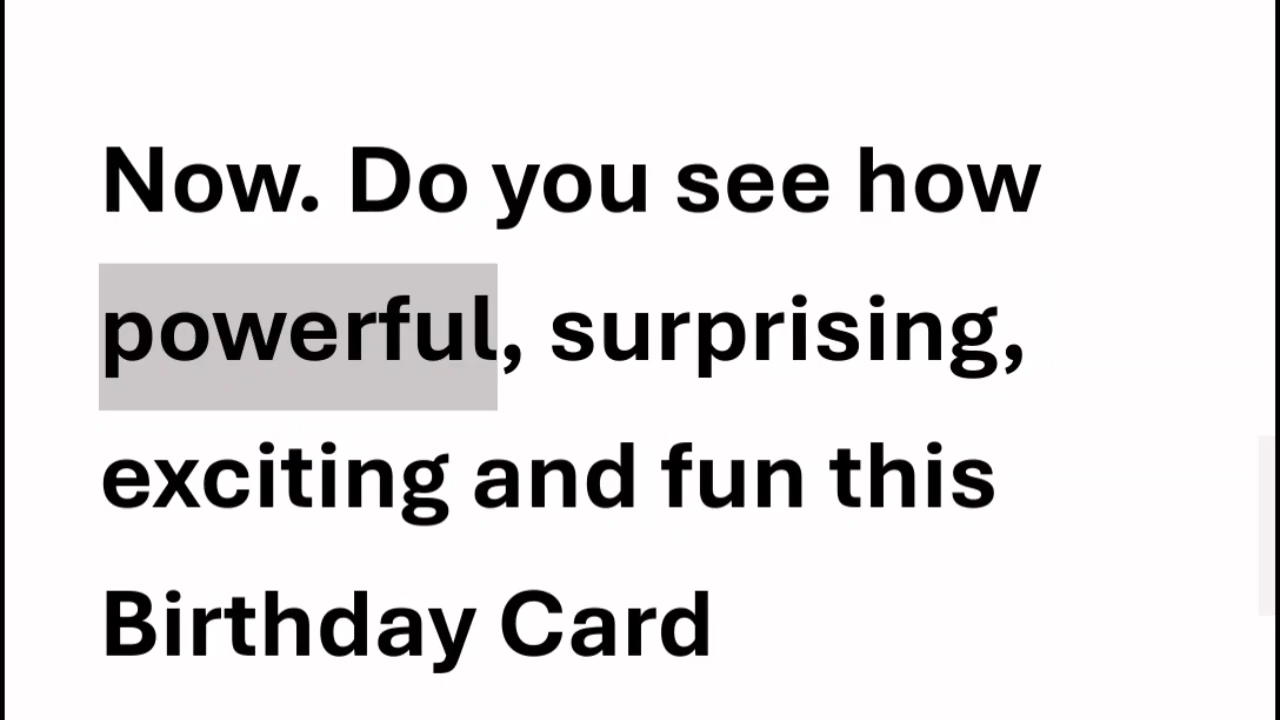 Now. Do you see how
powerful, surprising,
exciting and fun this
Birthday Card